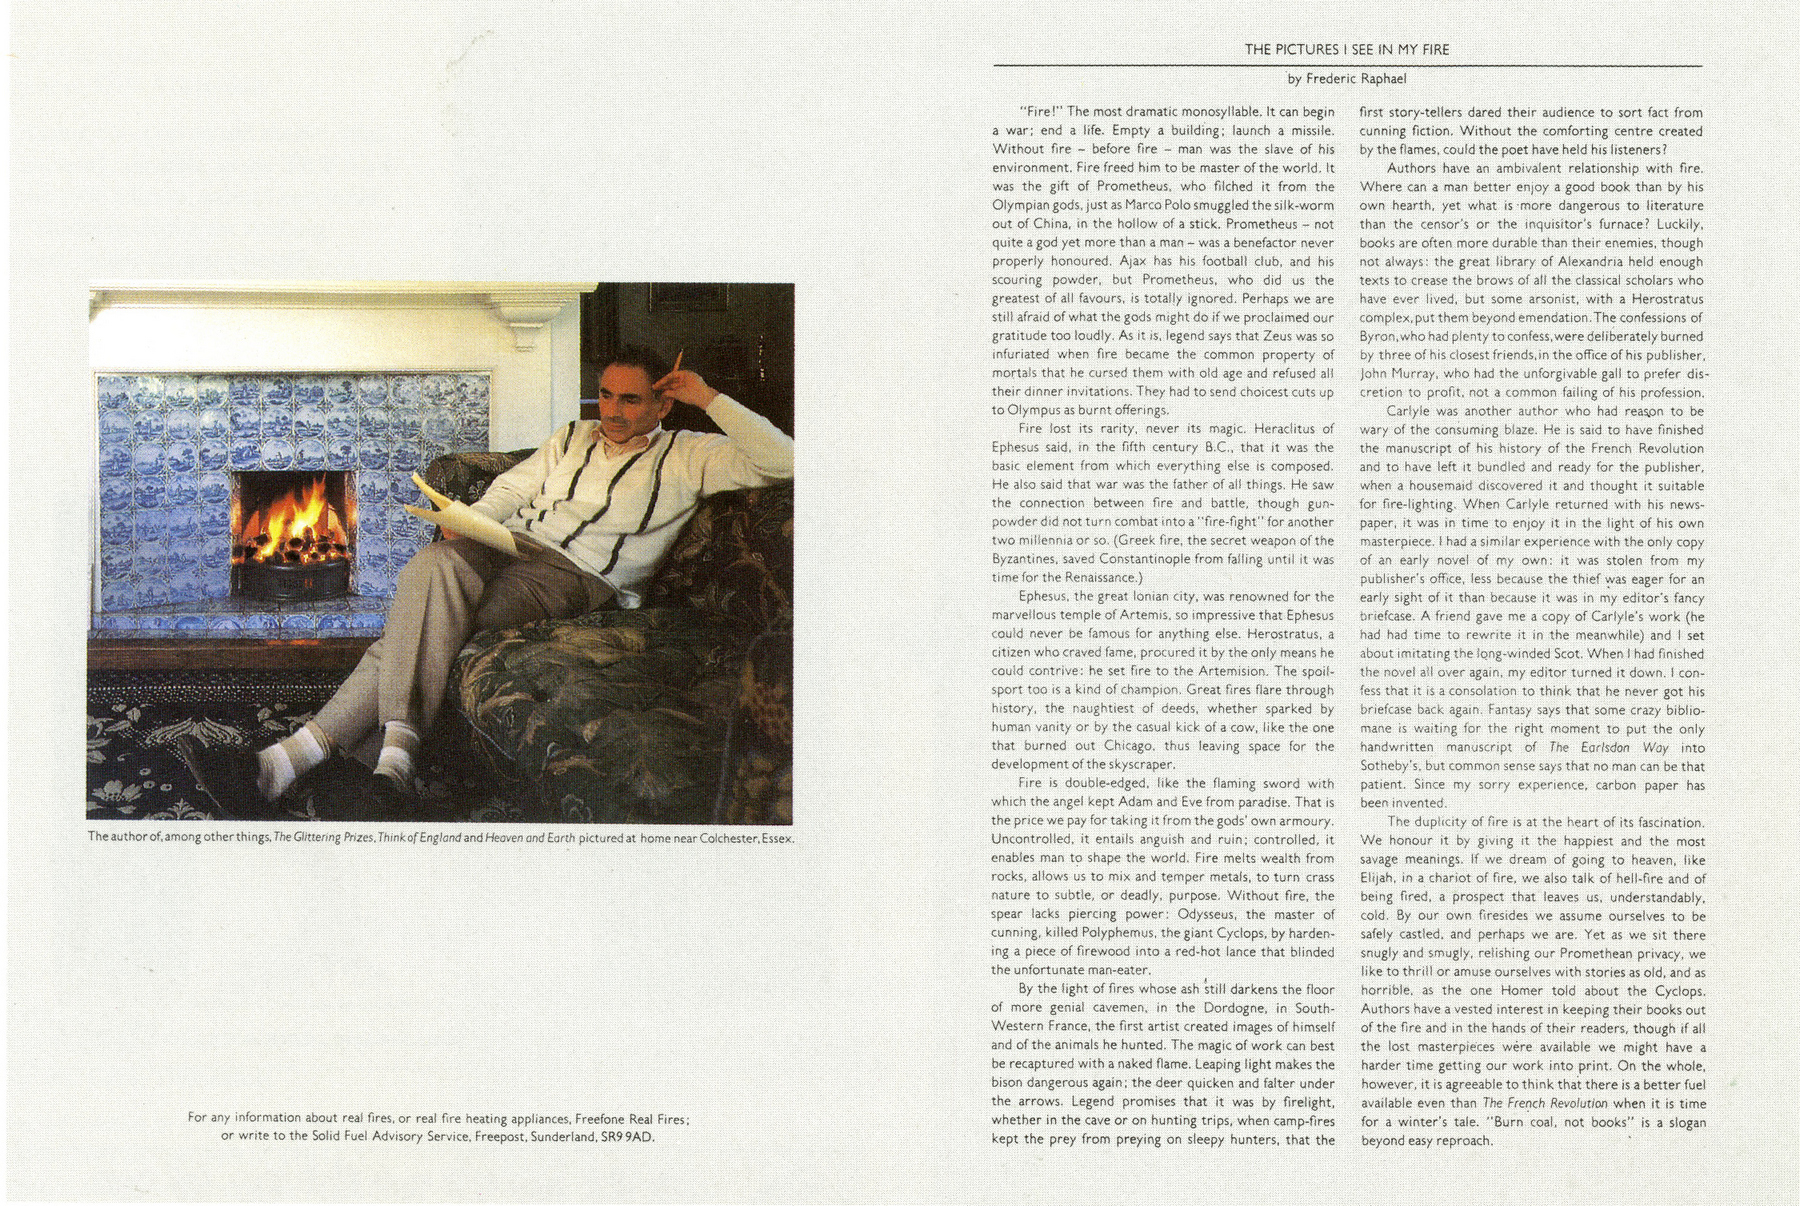 The author of, among other things, The Glittering Prizes, Think of England and Heaven and Earth pictured at home near Colchester, Essex.
For any information about real fires, or real fire heating appliances, Freefone Real Fires;
or write to the Solid Fuel Advisory Service, Freepost, Sunderland, SR9 9AD.
THE PICTURES I SEE IN MY FIRE
by Frederic Raphael
"Fire!" The most dramatic monosyllable. It can begin
a war; end a life. Empty a building; launch a missile.
Without fire – before fire – man was the slave of his
environment. Fire freed him to be master of the world. It
was the gift of Prometheus, who filched it from the
Olympian gods, just as Marco Polo smuggled the silk-worm
out of China, in the hollow of a stick. Prometheus – not
quite a god yet more than a man – was a benefactor never
properly honoured. Ajax has his football club, and his
scouring powder, but Prometheus, who did us the
greatest of all favours, is totally ignored. Perhaps we are
still afraid of what the gods might do if we proclaimed our
gratitude too loudly. As it is, legend says that Zeus was so
infuriated when fire became the common property of
mortals that he cursed them with old age and refused all
their dinner invitations. They had to send choicest cuts up
to Olympus as burnt offerings.
Fire lost its rarity, never its magic. Heraclitus of
Ephesus said, in the fifth century B.C., that it was the
basic element from which everything else is composed.
He also said that war was the father of all things. He saw
the connection between fire and battle, though gun-
powder did not turn combat into a "fire-fight" for another
two millennia or so. (Greek fire, the secret weapon of the
Byzantines, saved Constantinople from falling until it was
time for the Renaissance.)
Ephesus, the great Ionian city, was renowned for the
marvellous temple of Artemis, so impressive that Ephesus
could never be famous for anything else. Herostratus, a
citizen who craved fame, procured it by the only means he
could contrive: he set fire to the Artemision. The spoil-
sport too is a kind of champion. Great fires flare through
history, the naughtiest of deeds, whether sparked by
human vanity or by the casual kick of a cow, like the one
that burned out Chicago, thus leaving space for the
development of the skyscraper.
Fire is double-edged, like the flaming sword with
which the angel kept Adam and Eve from paradise. That is
the price we pay for taking it from the gods' own armoury.
Uncontrolled, it entails anguish and ruin; controlled, it
enables man to shape the world. Fire melts wealth from
rocks, allows us to mix and temper metals, to turn crass
nature to subtle, or deadly, purpose. Without fire, the
spear lacks piercing power: Odysseus, the master of
cunning, killed Polyphemus, the giant Cyclops, by harden-
ing a piece of firewood into a red-hot lance that blinded
the unfortunate man-eater.
By the light of fires whose ash still darkens the floor
of more genial cavemen, in the Dordogne, in South-
Western France, the first artist created images of himself
and of the animals he hunted. The magic of work can best
be recaptured with a naked flame. Leaping light makes the
bison dangerous again; the deer quicken and falter under
the arrows. Legend promises that it was by firelight,
whether in the cave or on hunting trips, when camp-fires
kept the prey from preying on sleepy hunters, that the
first story-tellers dared their audience to sort fact from
cunning fiction. Without the comforting centre created
by the flames, could the poet have held his listeners?
Authors have an ambivalent relationship with fire.
Where can a man better enjoy a good book than by his
own hearth, yet what is more dangerous to literature
than the censor's or the inquisitor's furnace? Luckily,
books are often more durable than their enemies, though
not always: the great library of Alexandria held enough
texts to crease the brows of all the classical scholars who
have ever lived, but some arsonist, with a Herostratus
complex, put them beyond emendation. The confessions of
Byron, who had plenty to confess, were deliberately burned
by three of his closest friends, in the office of his publisher,
John Murray, who had the unforgivable gall to prefer dis-
cretion to profit, not a common failing of his profession.
Carlyle was another author who had reason to be
wary of the consuming blaze. He is said to have finished
the manuscript of his history of the French Revolution
and to have left it bundled and ready for the publisher,
when a housemaid discovered it and thought it suitable
for fire-lighting. When Carlyle returned with his news-
paper, it was in time to enjoy it in the light of his own
masterpiece. I had a similar experience with the only copy
of an early novel of my own: it was stolen from my
publisher's office, less because the thief was eager for an
early sight of it than because it was in my editor's fancy
briefcase. A friend gave me a copy of Carlyle's work (he
had had time to rewrite it in the meanwhile) and I set
about imitating the long-winded Scot. When I had finished
the novel all over again, my editor turned it down. I con-
fess that it is a consolation to think that he never got his
briefcase back again. Fantasy says that some crazy biblio-
mane is waiting for the right moment to put the only
handwritten manuscript of The Earlsdon Way into
Sotheby's, but common sense says that no man can be that
patient. Since my sorry experience, carbon paper has
been invented.
The duplicity of fire is at the heart of its fascination.
We honour it by giving it the happiest and the most
savage meanings. If we dream of going to heaven, like
Elijah, in a chariot of fire, we also talk of hell-fire and of
being fired, a prospect that leaves us, understandably,
cold. By our own firesides we assume ourselves to be
safely castled, and perhaps we are. Yet as we sit there
snugly and smugly, relishing our Promethean privacy, we
like to thrill or amuse ourselves with stories as old, and as
horrible, as the one Homer told about the Cyclops.
Authors have a vested interest in keeping their books out
of the fire and in the hands of their readers, though if all
the lost masterpieces were available we might have a
harder time getting our work into print. On the whole,
however, it is agreeable to think that there is a better fuel
available even than The French Revolution when it is time
for a winter's tale. "Burn coal, not books" is a slogan
beyond easy reproach.